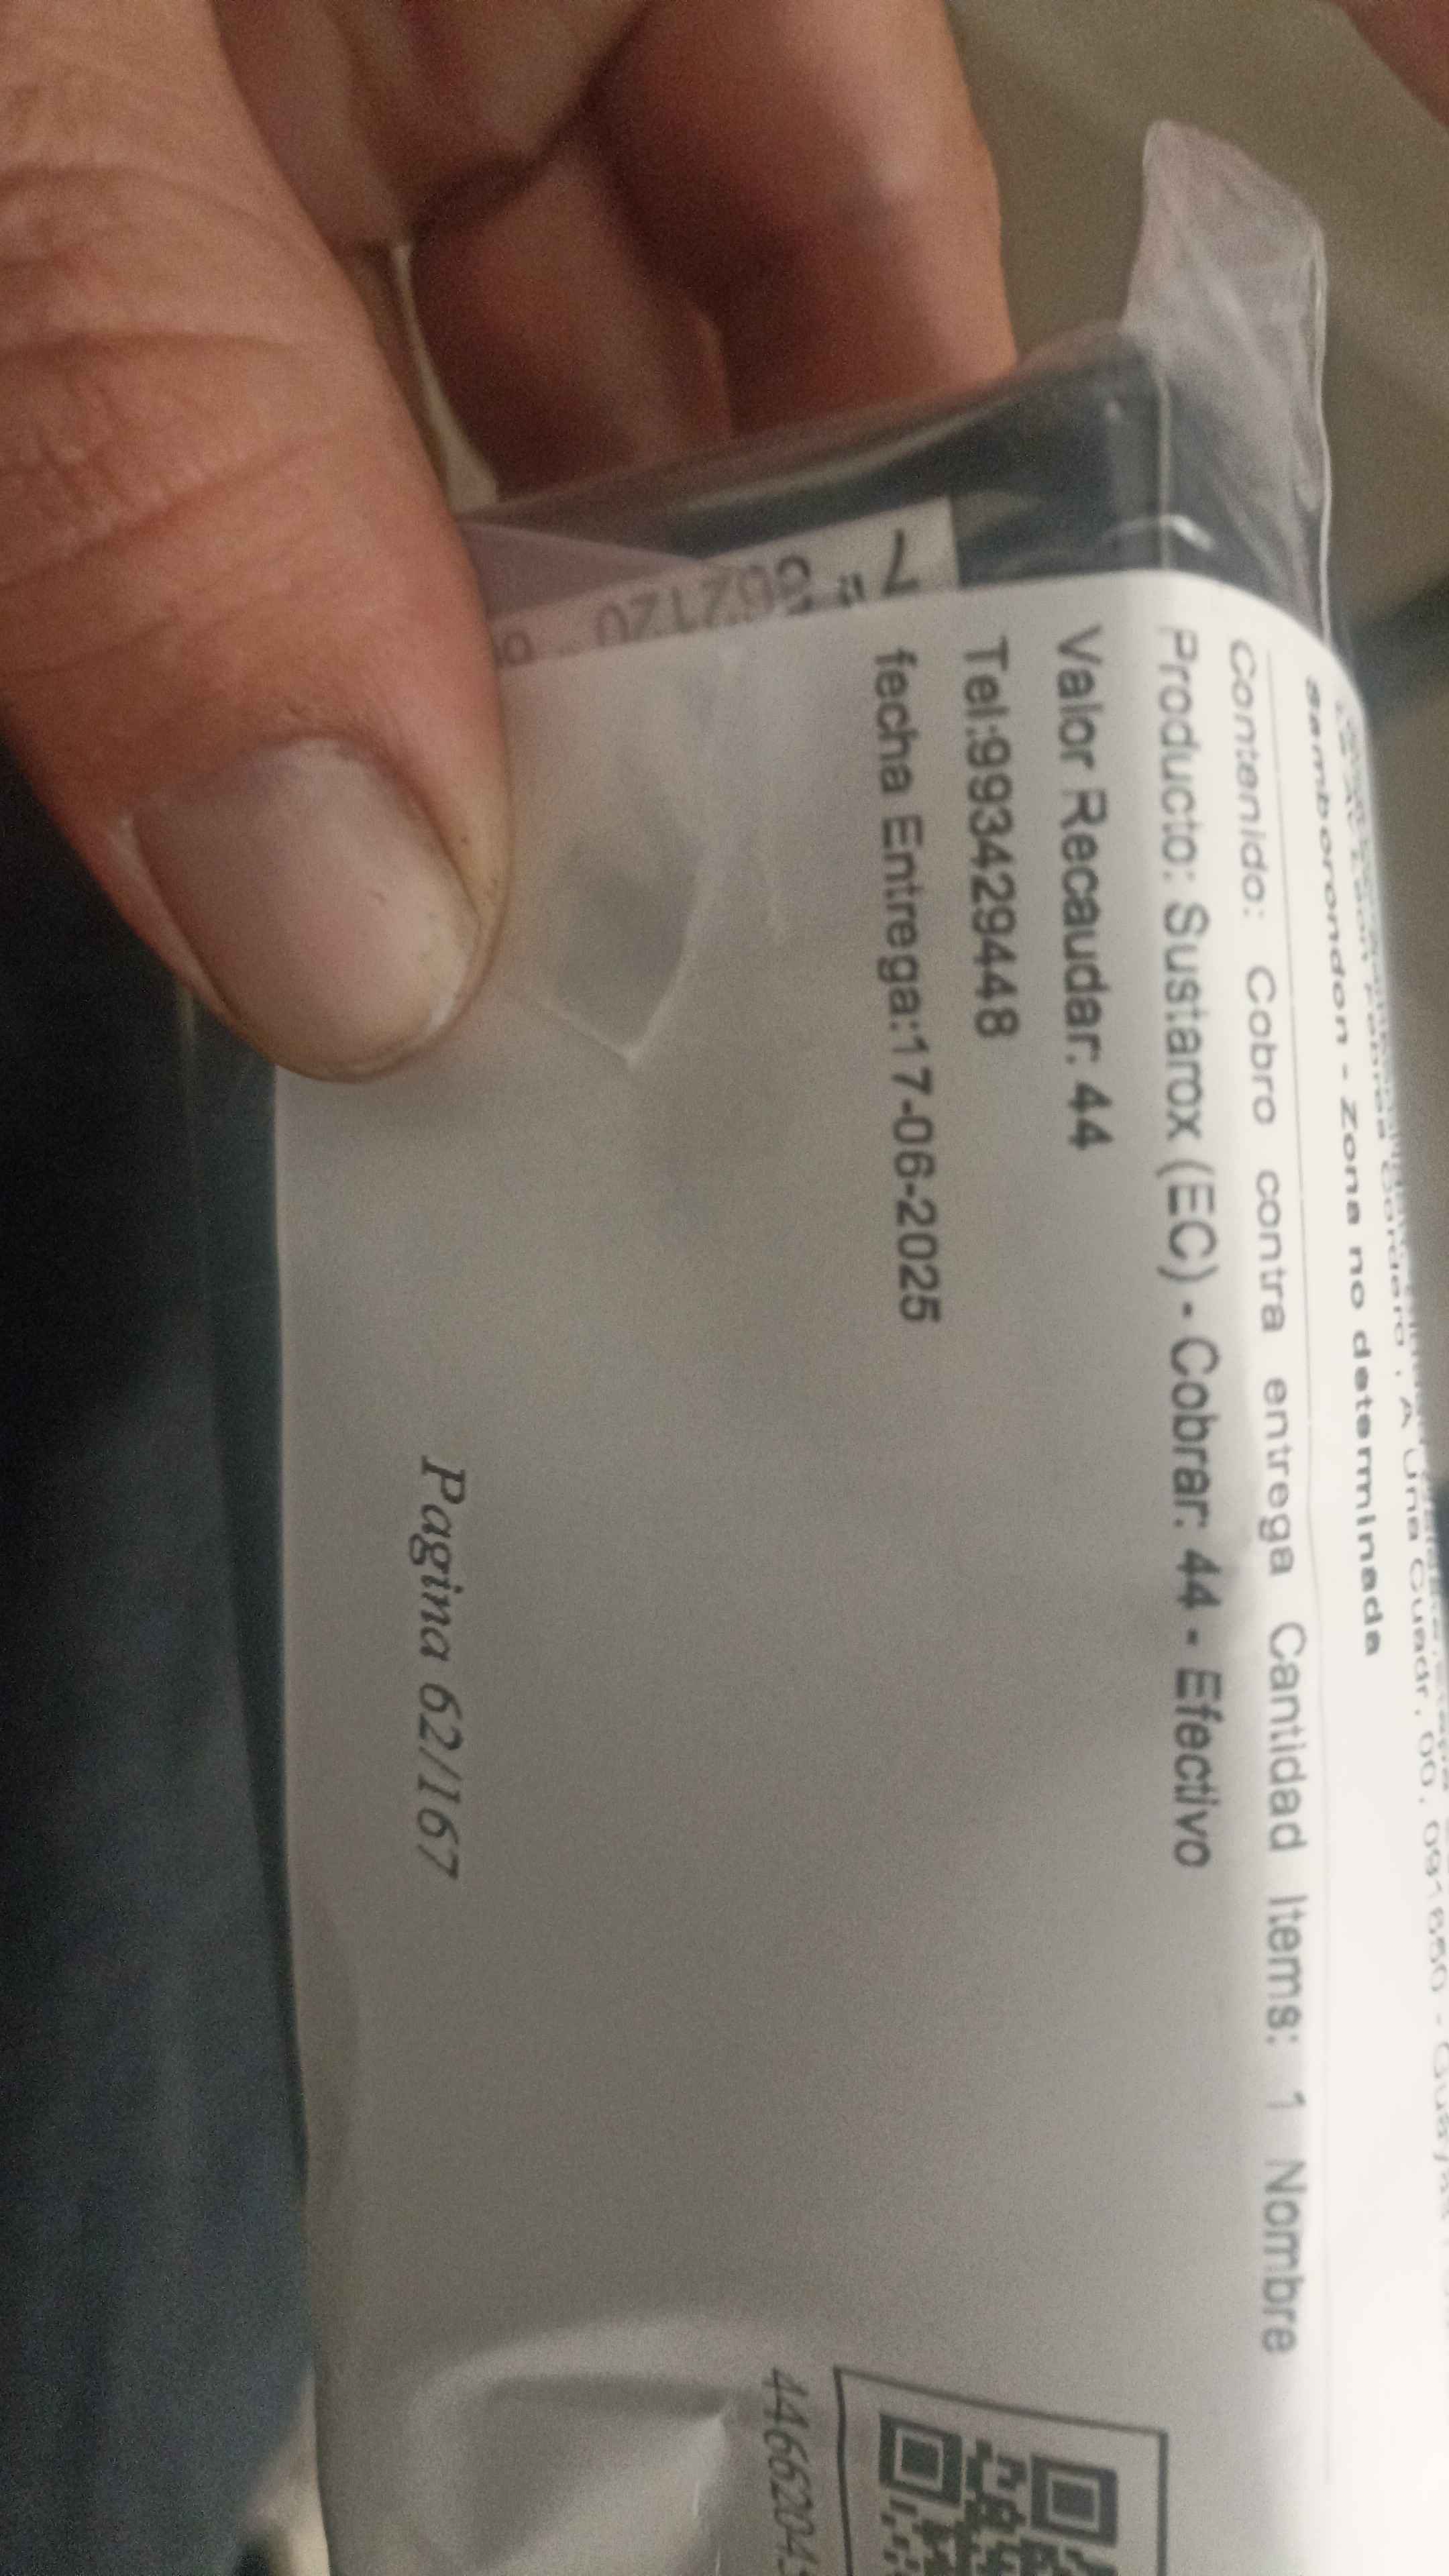 Samborondon - Zona no determinada
Contenido: Cobro contra entrega Cantidad Items: 1 Nombre
Producto: Sustarox (EC) - Cobrar: 44 - Efectivo
Valor Recaudar: 44
Tel:993429448
fecha Entrega:17-06-2025
Pagina 62/167